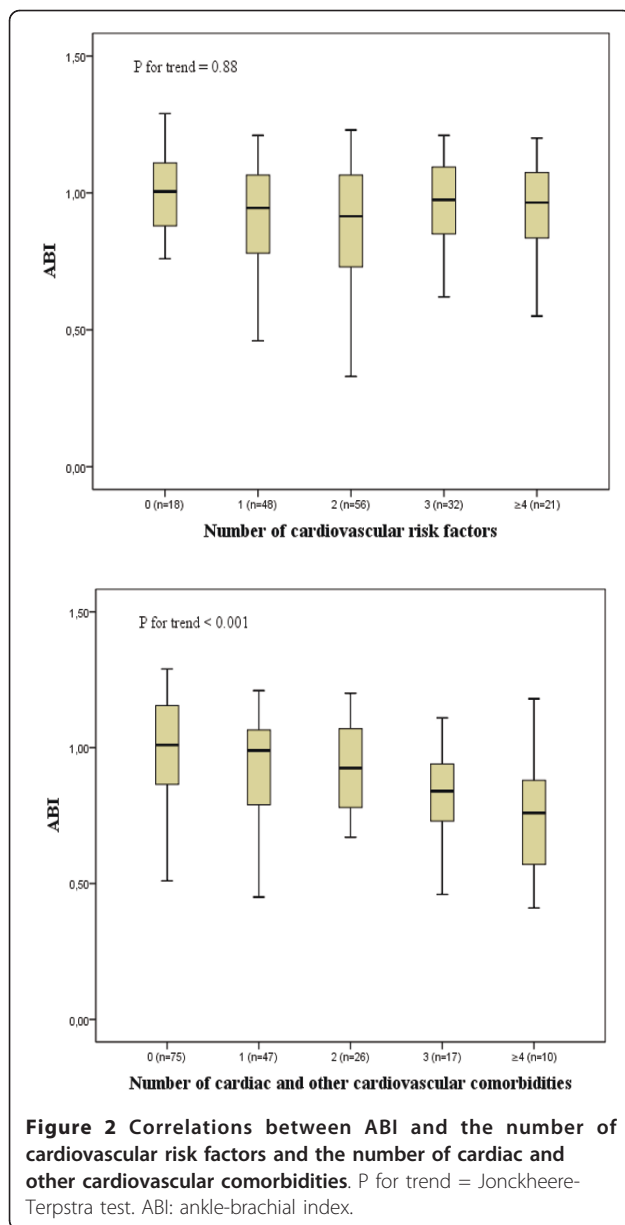 1,50
P for trend = 0.88
1,00
ABI
0,50
0,00
0 (n=18) 1 (n=48) 2 (n=56) 3 (n=32) ≥4 (n=21)
Number of cardiovascular risk factors
1,50
P for trend < 0.001
1,00
ABI
0,50
0,00
0 (n=75) 1 (n=47) 2 (n=26) 3 (n=17) ≥4 (n=10)
Number of cardiac and other cardiovascular comorbidities
Figure 2 Correlations between ABI and the number of
cardiovascular risk factors and the number of cardiac and
other cardiovascular comorbidities. P for trend = Jonckheere-
Terpstra test. ABI: ankle-brachial index.